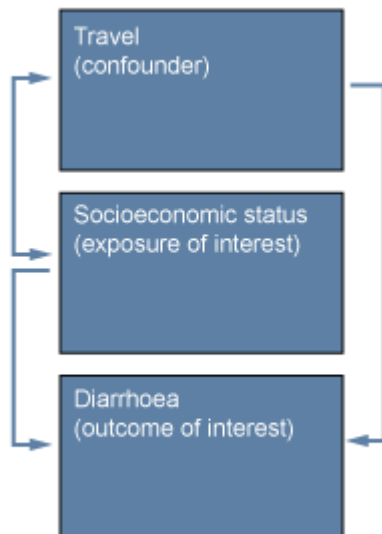 Travel
(confounder)
Socioeconomic status
(exposure of interest)
Diarrhoea
(outcome of interest)